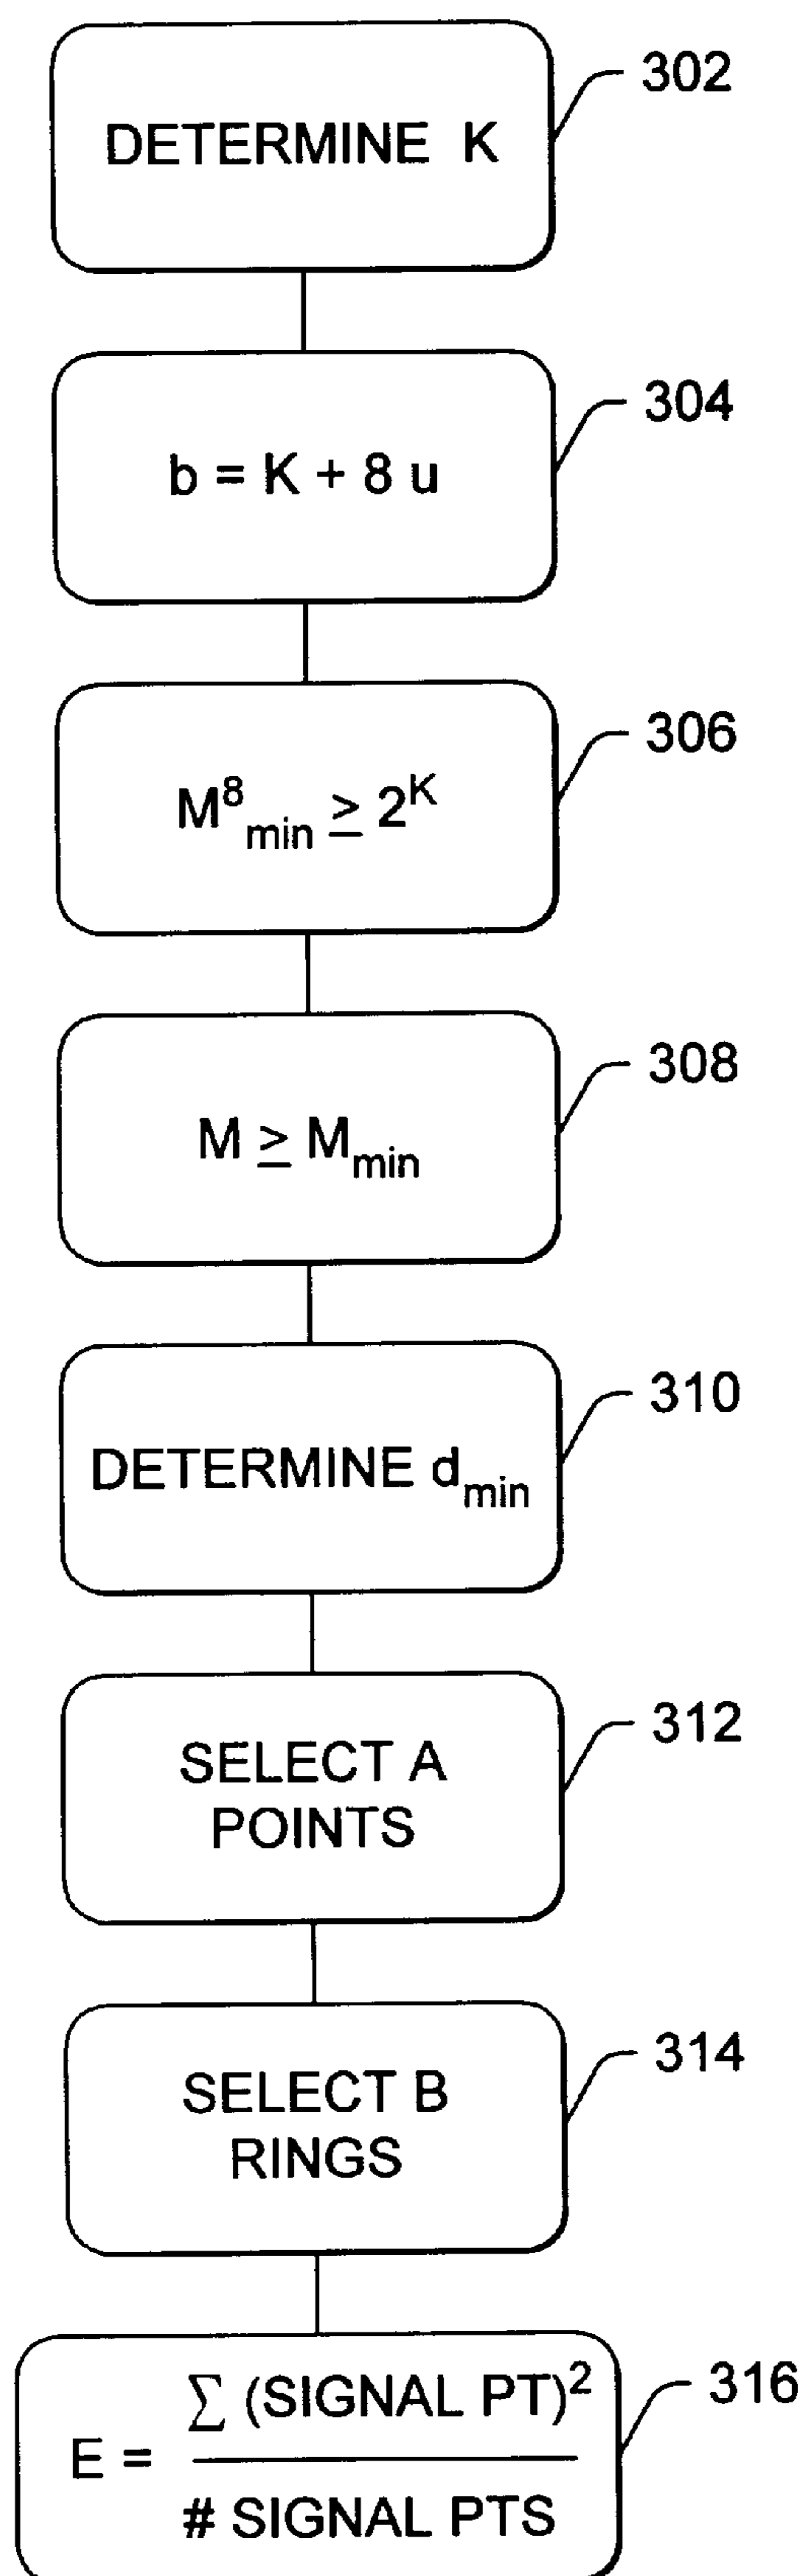 302
DETERMINE K
304
b = K + 8 u
306
M⁸min ≥ 2ᴷ
308
M ≥ Mmin
310
DETERMINE dmin
312
SELECT A
POINTS
314
SELECT B
RINGS
316
∑ (SIGNAL PT)²
E =
# SIGNAL PTS